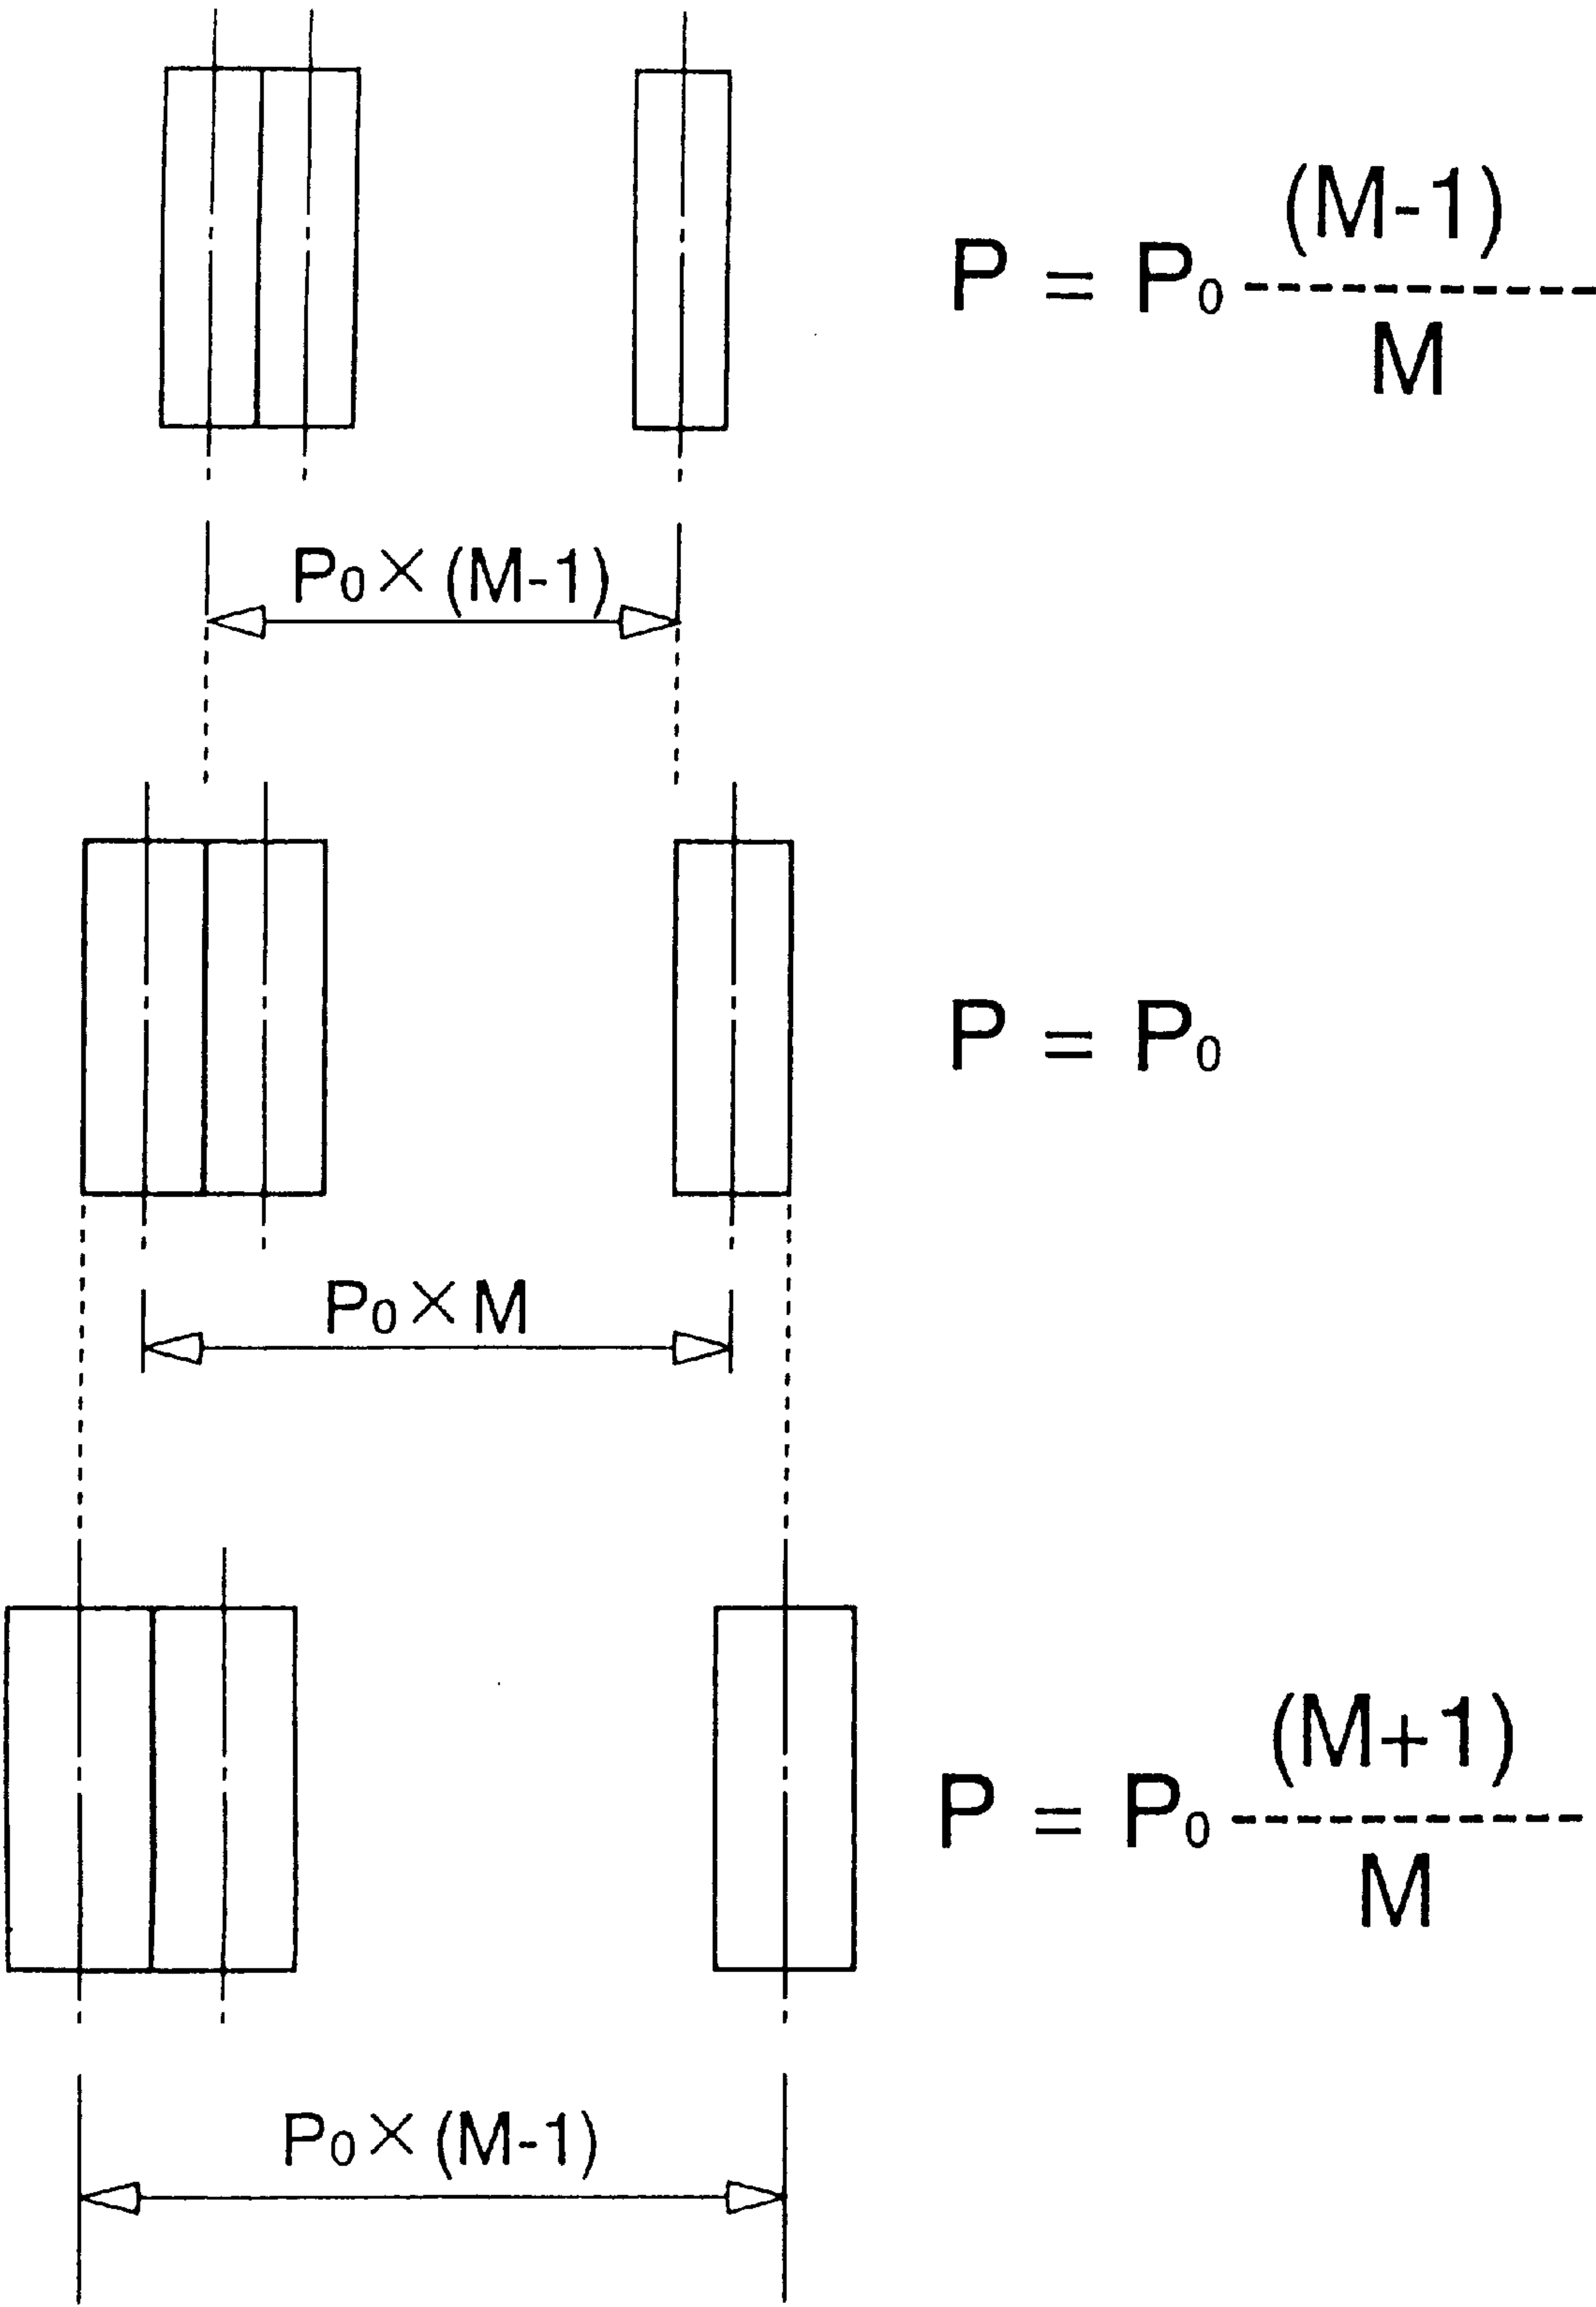 (M-1)
P = P₀ ---------
M
P₀×(M-1)
P = P₀
P₀×M
(M+1)
P = P₀ ---------
M
P₀×(M-1)